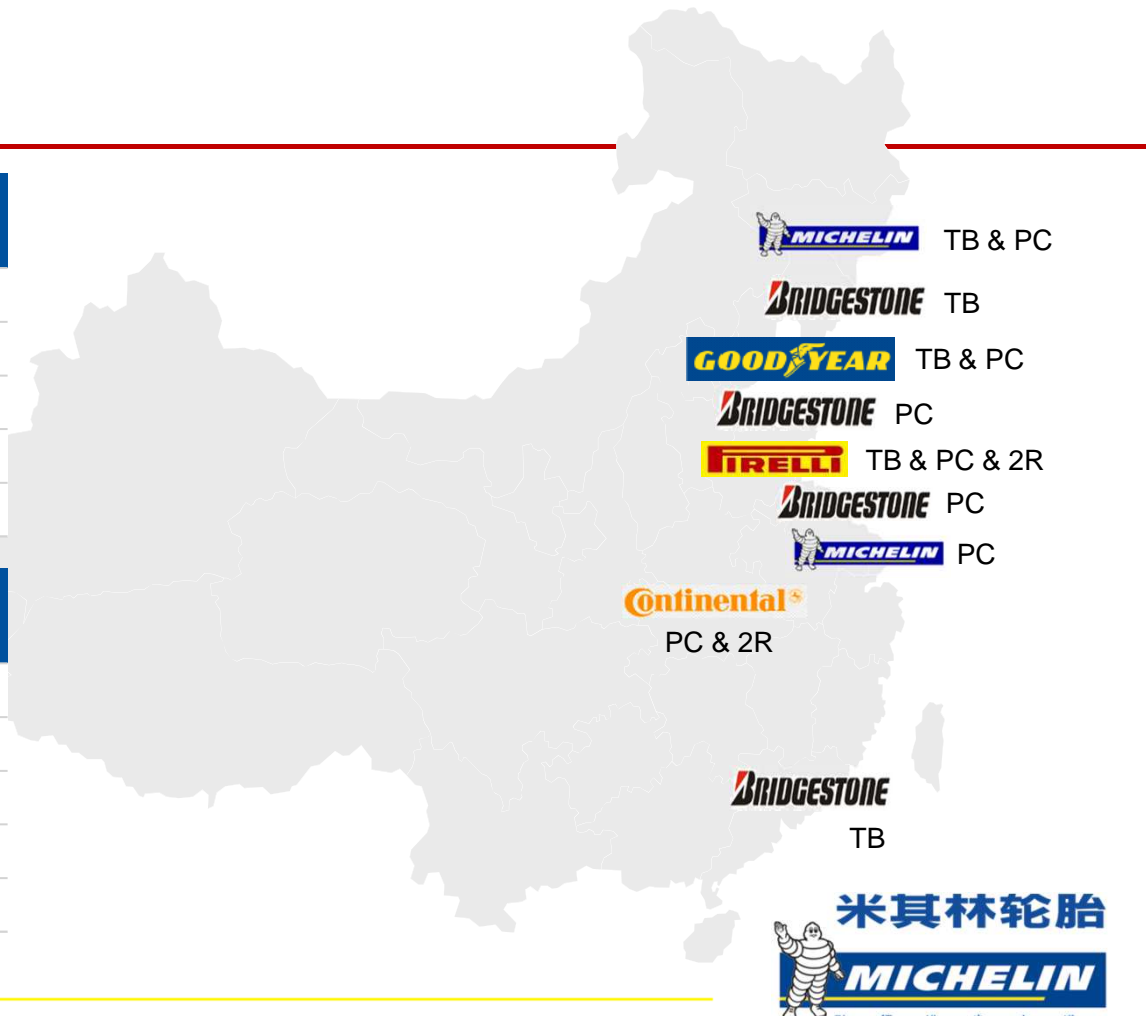 MICHELIN TB & PC
BRIDGESTONE TB
GOODYEAR TB & PC
BRIDGESTONE PC
PIRELLI TB & PC & 2R
BRIDGESTONE PC
MICHELIN PC
Continental
PC & 2R
BRIDGESTONE
TB
米其林轮胎
MICHELIN